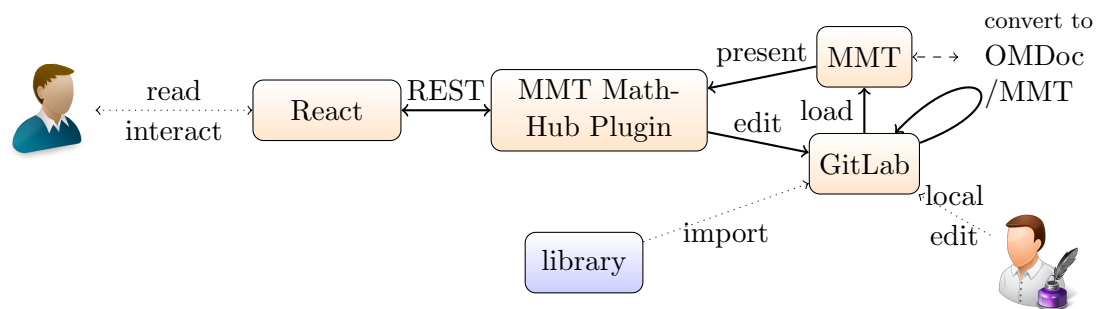 read
interact
React
REST
MMT Math-
Hub Plugin
present
edit
MMT
load
GitLab
convert to
OMDoc
/MMT
import
library
local
edit